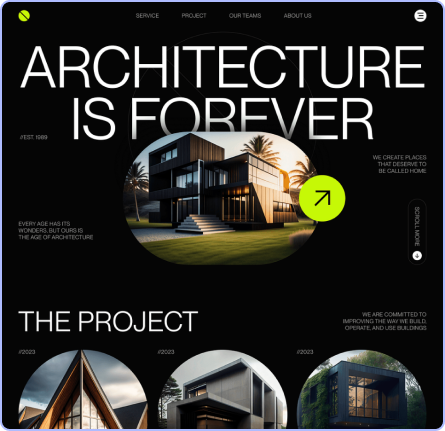 SERVICE PROJECT OUR TEAMS ABOUT US
ARCHITECTURE
IS FOREVER
//EST. 1989
WE CREATE PLACES
THAT DESERVE TO
BE CALLED HOME
EVERY AGE HAS ITS
WONDERS, BUT OURS IS
THE AGE OF ARCHITECTURE
SCROLL MORE
THE PROJECT
WE ARE COMMITTED TO
IMPROVING THE WAY WE BUILD,
OPERATE, AND USE BUILDINGS
//2023 //2023 //2023